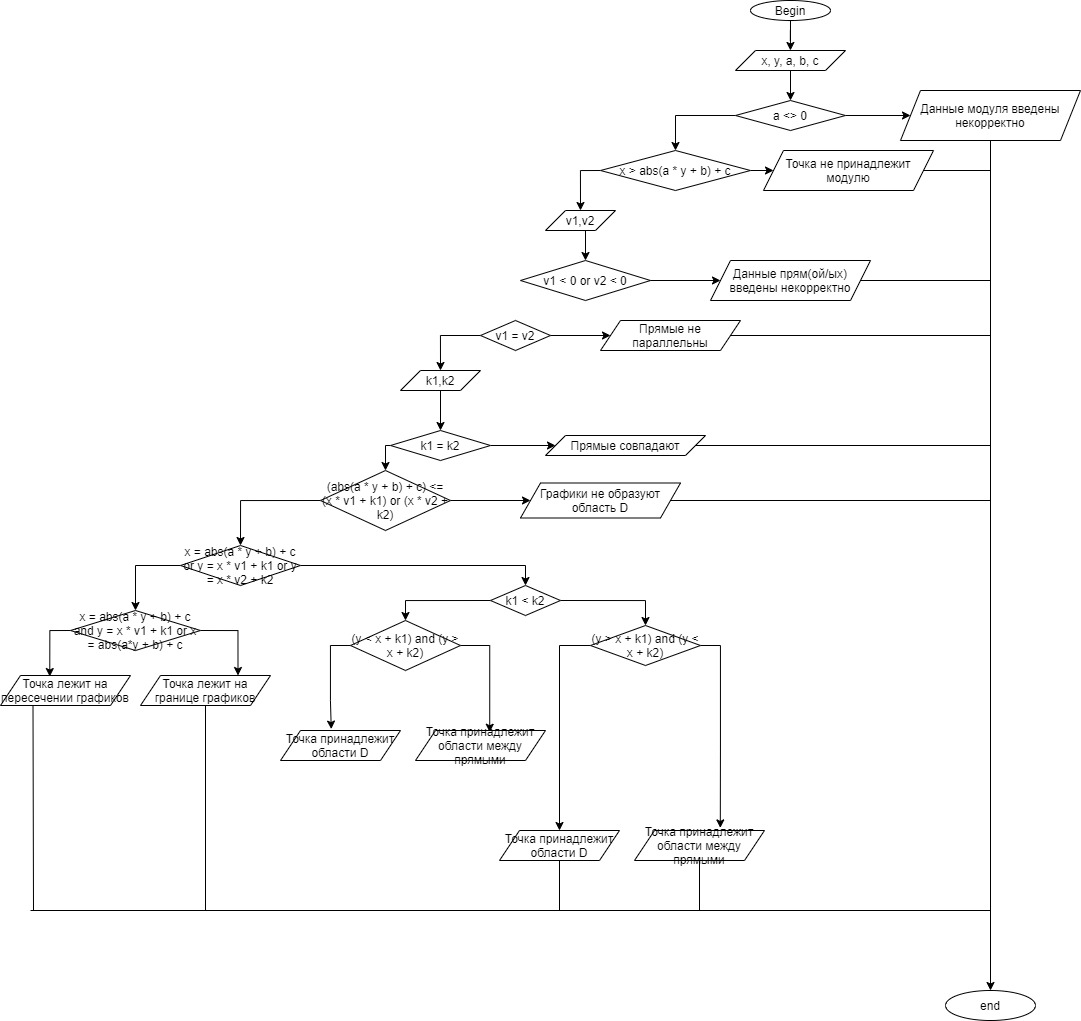 Begin
x, y, a, b, c
a <> 0
Данные модуля введены
некорректно
x > abs(a * y + b) + c
Точка не принадлежит
модулю
v1,v2
v1 < 0 or v2 < 0
Данные прям(ой/ых)
введены некорректно
v1 = v2
Прямые не
параллельны
k1,k2
k1 = k2
Прямые совпадают
(abs(a * y + b) + c) <=
(x * v1 + k1) or (x * v2 +
k2)
Графики не образуют
область D
x = abs(a * y + b) + c
or y = x * v1 + k1 or y
= x * v2 + k2
k1 < k2
x = abs(a * y + b) + c
and y = x * v1 + k1 or x
= abs(a*y + b) + c
(y < x + k1) and (y >
x + k2)
(y > x + k1) and (y <
x + k2)
Точка лежит на
пересечении графиков
Точка лежит на
границе графиков
Точка принадлежит
области D
Точка принадлежит
области между
прямыми
Точка принадлежит
области D
Точка принадлежит
области между
прямыми
end